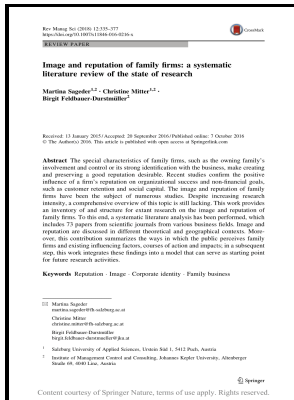 Rev Manag Sci (2018) 12:335–377
https://doi.org/10.1007/s11846-016-0216-x
CrossMark
REVIEW PAPER
Image and reputation of family firms: a systematic
literature review of the state of research
Martina Sageder1,2 · Christine Mitter1,2 ·
Birgit Feldbauer-Durstmüller2
Received: 13 January 2015 / Accepted: 20 September 2016 / Published online: 7 October 2016
© The Author(s) 2016. This article is published with open access at Springerlink.com
Abstract The special characteristics of family firms, such as the owning family's
involvement and control or its strong identification with the business, make creating
and preserving a good reputation desirable. Recent studies confirm the positive
influence of a firm's reputation on organizational success and non-financial goals,
such as customer retention and social capital. The image and reputation of family
firms have been the subject of numerous studies. Despite increasing research
intensity, a comprehensive overview of this topic is still lacking. This work provides
an inventory of and structure for extant research on the image and reputation of
family firms. To this end, a systematic literature analysis has been performed, which
includes 73 papers from scientific journals from various business fields. Image and
reputation are discussed in different theoretical and geographical contexts. More-
over, this contribution summarizes the ways in which the public perceives family
firms and existing influencing factors, courses of action and impacts; in a subsequent
step, this work integrates these findings into a model that can serve as starting point
for future research activities.
Keywords Reputation · Image · Corporate identity · Family business
Martina Sageder
martina.sageder@fh-salzburg.ac.at
Christine Mitter
christine.mitter@fh-salzburg.ac.at
Birgit Feldbauer-Durstmüller
birgit.feldbauer-durstmueller@jku.at
1 Salzburg University of Applied Sciences, Urstein Süd 1, 5412 Puch, Austria
2 Institute of Management Control and Consulting, Johannes Kepler University, Altenberger
Straße 69, 4040 Linz, Austria
Springer
Content courtesy of Springer Nature, terms of use apply. Rights reserved.